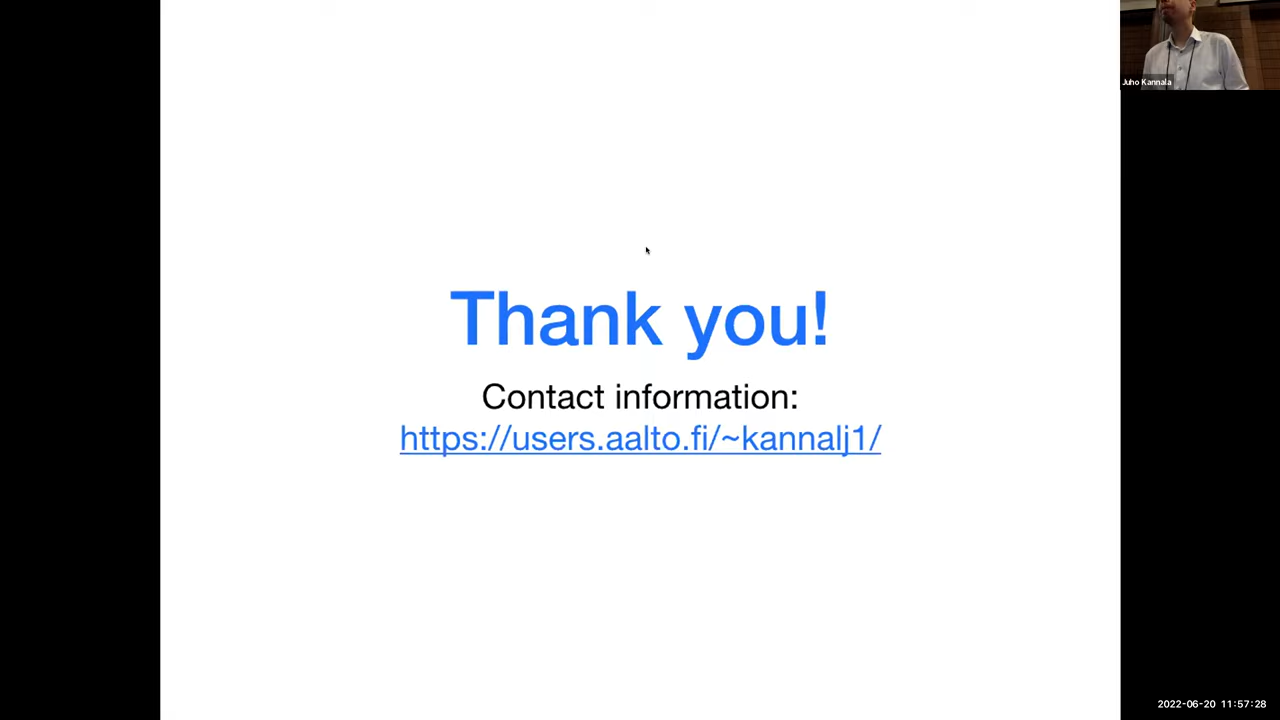 Juho Kannala
Thank you!
Contact information:
https://users.aalto.fi/~kannalj1/
2022-06-20 11:57:28